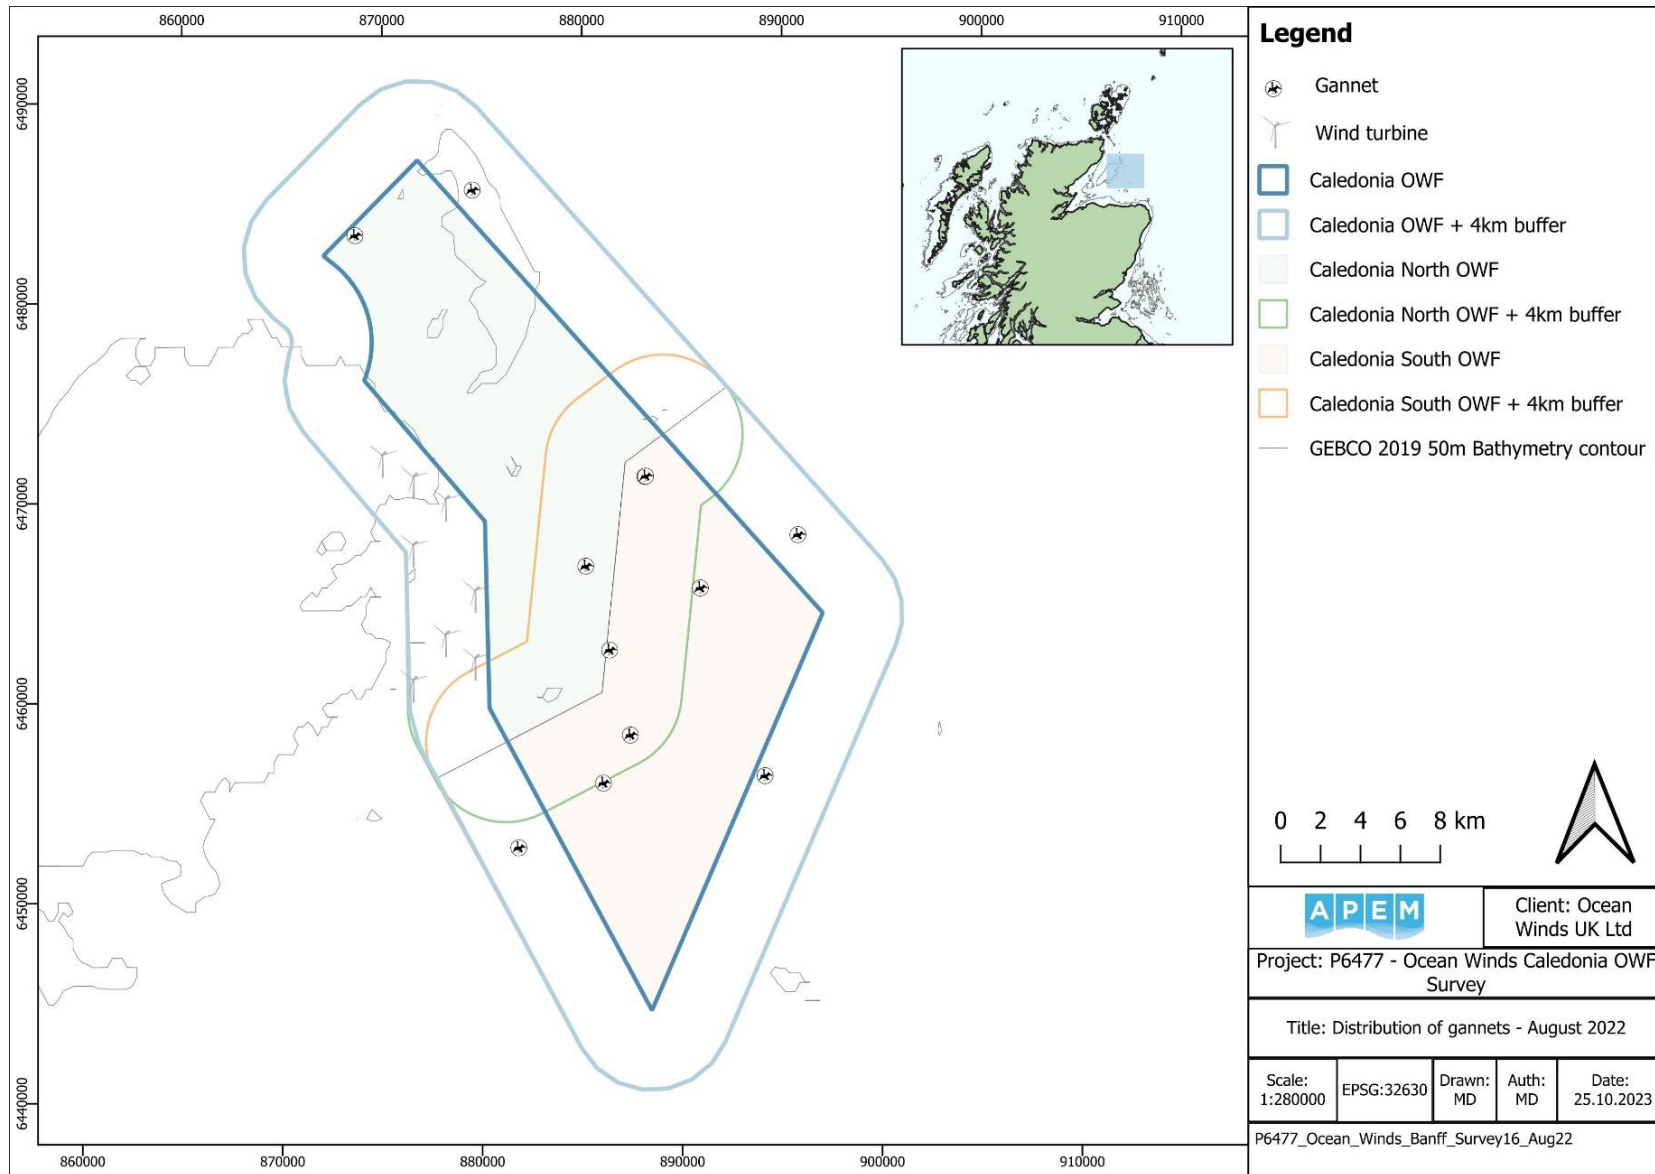 860000 870000 880000 890000 900000 910000
6490000
6480000
6470000
6460000
6450000
6440000
860000 870000 880000 890000 900000 910000
Legend
Gannet
Wind turbine
Caledonia OWF
Caledonia OWF + 4km buffer
Caledonia North OWF
Caledonia North OWF + 4km buffer
Caledonia South OWF
Caledonia South OWF + 4km buffer
GEBCO 2019 50m Bathymetry contour
0 2 4 6 8 km
APEM
Client: Ocean
Winds UK Ltd
Project: P6477 - Ocean Winds Caledonia OWF
Survey
Title: Distribution of gannets - August 2022
Scale:
1:280000
EPSG:32630
Drawn:
MD
Auth:
MD
Date:
25.10.2023
P6477_Ocean_Winds_Banff_Survey16_Aug22